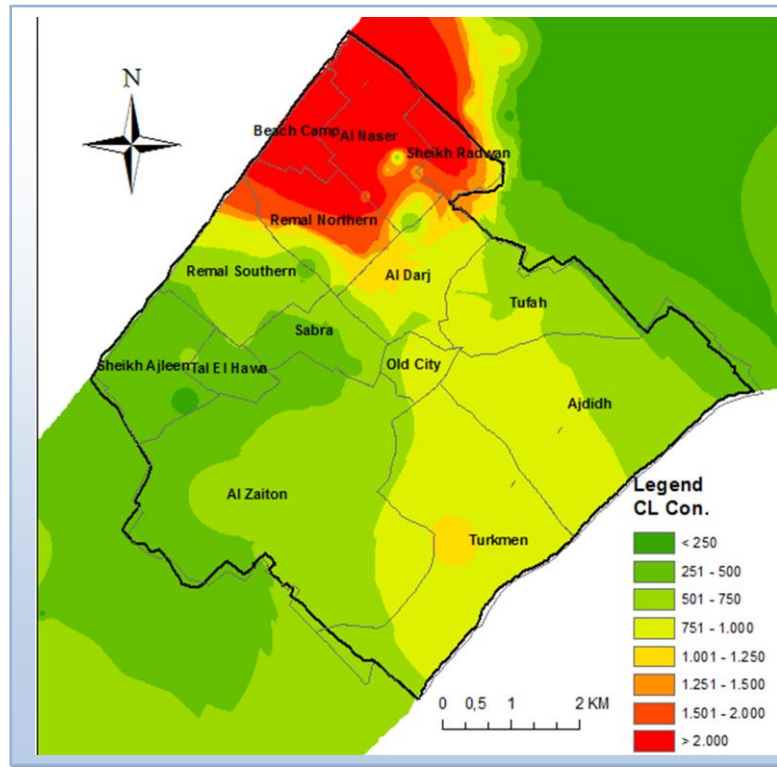 N
Beach Camp
Al Naser
Sheikh Radwan
Remal Northern
Remal Southern
Al Darj
Tufah
Sabra
Old City
Sheikh Ajleen
Tal El Hawa
Ajdidh
Al Zaiton
Turkmen
Legend
CL Con.
< 250
251 - 500
501 - 750
751 - 1.000
1.001 - 1.250
1.251 - 1.500
1.501 - 2.000
> 2.000
0 0,5 1 2 KM